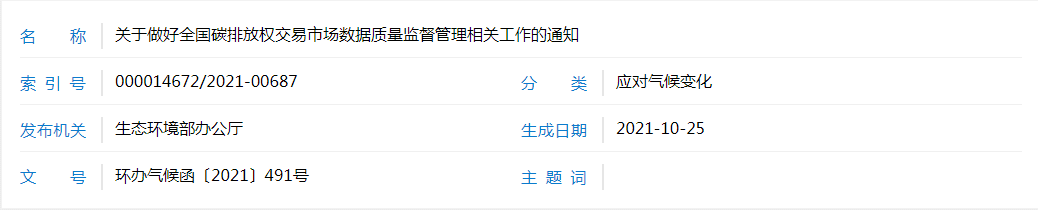 名 称 关于做好全国碳排放权交易市场数据质量监督管理相关工作的通知
索引号 000014672/2021-00687 分 类 应对气候变化
发布机关 生态环境部办公厅 生成日期 2021-10-25
文 号 环办气候函〔2021〕491号 主题词